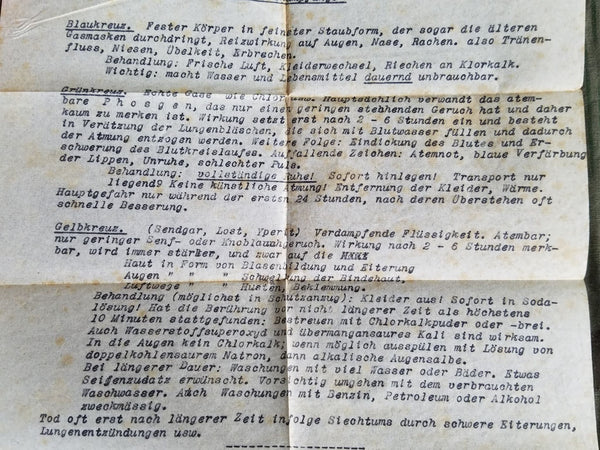 Blaukreuz. Fester Körper in feinster Staubform, der sogar die älteren
Gasmasken durchdringt, Reizwirkung auf Augen, Nase, Rachen. also Tränen-
fluss, Niesen, Übelkeit, Erbrechen.
Behandlung: Frische Luft, Kleiderwechsel, Riechen an Klorkalk.
Wichtig: macht Wasser und Lebensmittel dauernd unbrauchbar.
Grünkreuz. Echte Gase wie Chlor usw. Hauptsächlich verwandt das atem-
bare Phosgen, das nur einen geringen stechenden Geruch hat und daher
kaum zu merken ist. Wirkung setzt erst nach 2 - 6 Stunden ein und besteht
in Verätzung der Lungenbläschen, die sich mit Blutwasser füllen und dadurch
der Atmung entzogen werden. Weitere Folge: Eindickung des Blutes und Er-
schwerung des Blutkreislaufes. Auffallende Zeichen: Atemnot, blaue Verfärbung
der Lippen, Unruhe, schlechter Puls.
Behandlung: vollständige Ruhe! Sofort hinlegen! Transport nur
liegend? Keine künstliche Atmung! Entfernung der Kleider, Wärme.
Hauptgefahr nur während der ersten 24 Stunden, nach deren Überstehen oft
schnelle Besserung.
Gelbkreuz. (Sendgar, Lost, Yperit) Verdampfende Flüssigkeit. Atembar;
nur geringer Senf- oder Knoblauchgeruch. Wirkung nach 2 - 6 Stunden merk-
bar, wird immer stärker, und zwar auf die
Haut in Form von Blasenbildung und Eiterung
Augen " " " Schwellung der Bindehaut.
Luftwege " " " Husten, Beklemmung.
Behandlung (möglichst in Schutzanzug): Kleider aus! Sofort in Soda-
lösung! Hat die Berührung vor nicht längerer Zeit als höchstens
10 Minuten stattgefunden: Bestreuen mit Chlorkalkpuder oder -brei.
Auch Wasserstoffsuperoxyd und übermangansaures Kali sind wirksam.
In die Augen kein Chlorkalk; wenn möglich ausspülen mit Lösung von
doppelkohlensaurem Natron, dann alkalische Augensalbe.
Bei längerer Dauer: Waschungen mit viel Wasser oder Bäder. Etwas
Seifenzudatz erwünscht. Vorsichtig umgehen mit dem verbrauchten
Waschwasser. Auch Waschungen mit Benzin, Petroleum oder Alkohol
zweckmässig.
Tod oft erst nach längerer Zeit infolge Siechtums durch schwere Eiterungen,
Lungenentzündungen usw.